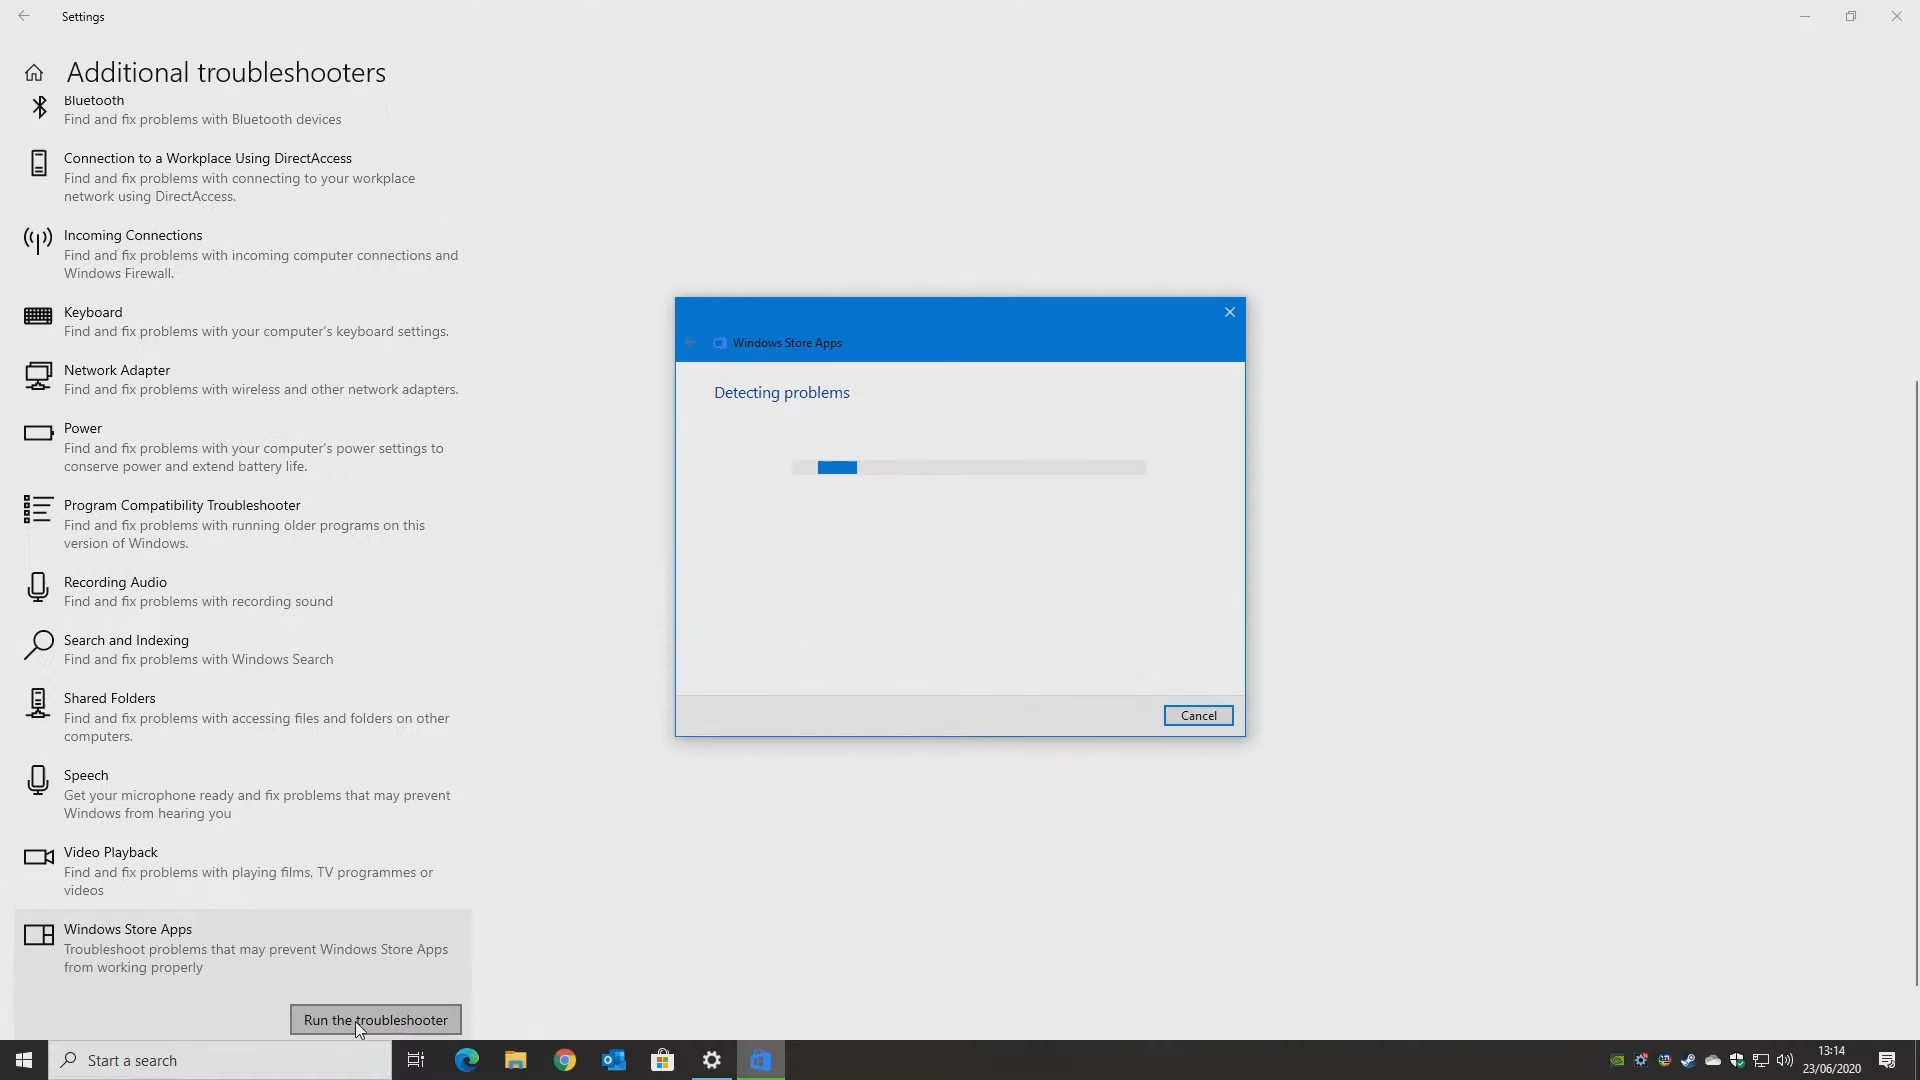 Settings
Additional troubleshooters
Bluetooth
Find and fix problems with Bluetooth devices
Connection to a Workplace Using DirectAccess
Find and fix problems with connecting to your workplace
network using DirectAccess.
Incoming Connections
Find and fix problems with incoming computer connections and
Windows Firewall.
Keyboard
Find and fix problems with your computer's keyboard settings.
Network Adapter
Find and fix problems with wireless and other network adapters.
Power
Find and fix problems with your computer's power settings to
conserve power and extend battery life.
Program Compatibility Troubleshooter
Find and fix problems with running older programs on this
version of Windows.
Recording Audio
Find and fix problems with recording sound
Search and Indexing
Find and fix problems with Windows Search
Shared Folders
Find and fix problems with accessing files and folders on other
computers.
Speech
Get your microphone ready and fix problems that may prevent
Windows from hearing you
Video Playback
Find and fix problems with playing films, TV programmes or
videos
Windows Store Apps
Troubleshoot problems that may prevent Windows Store Apps
from working properly
Run the troubleshooter
Windows Store Apps
Detecting problems
Cancel
Start a search
13:14
23/06/2020